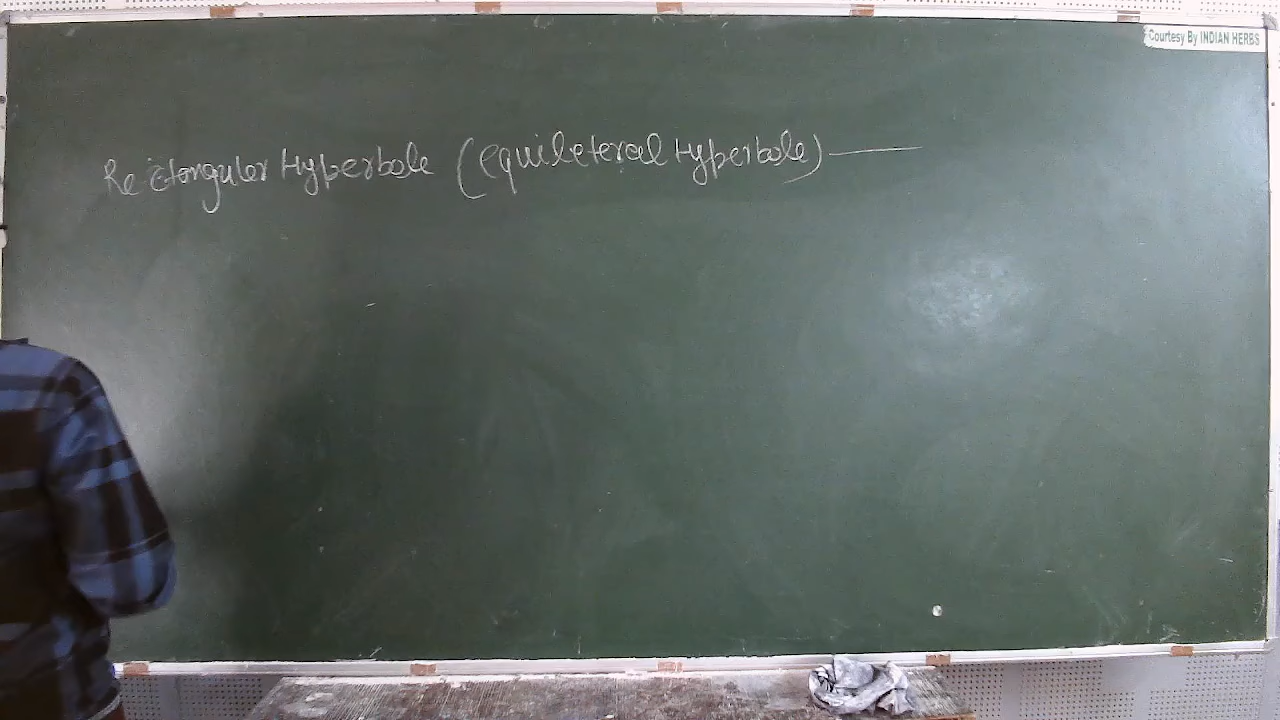 Courtesy By INDIAN HERBS
Rectangular Hyperbola (equilateral Hyperbola) —